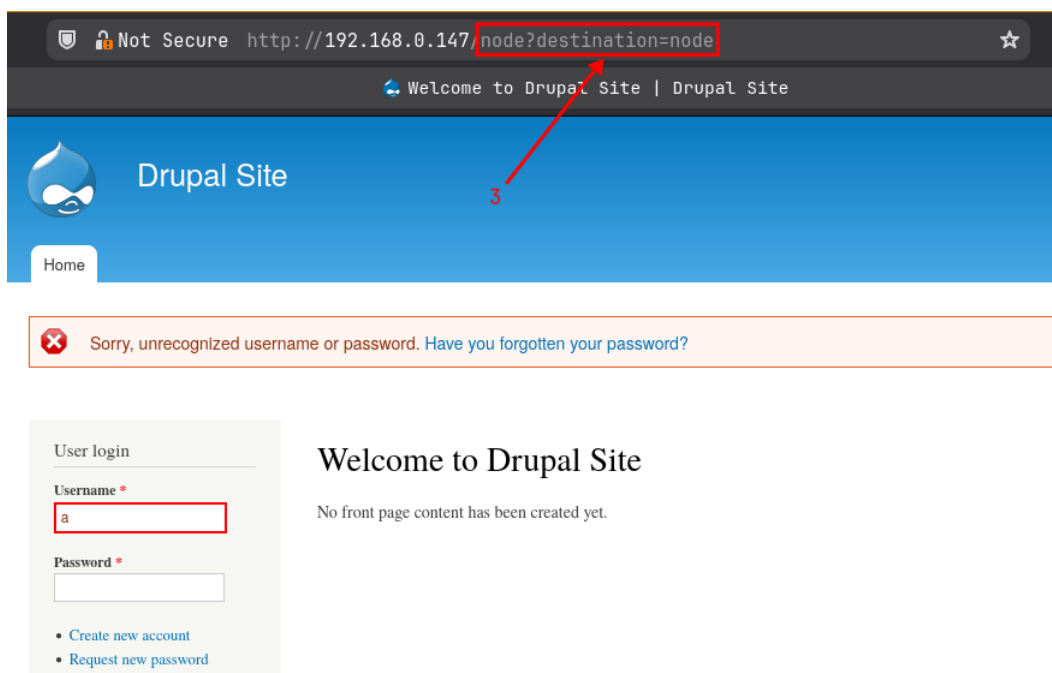 Not Secure http://192.168.0.147/node?destination=node
Welcome to Drupal Site | Drupal Site
Drupal Site
3
Home
Sorry, unrecognized username or password. Have you forgotten your password?
User login
Username *
a
Password *
Create new account
Request new password
Welcome to Drupal Site
No front page content has been created yet.